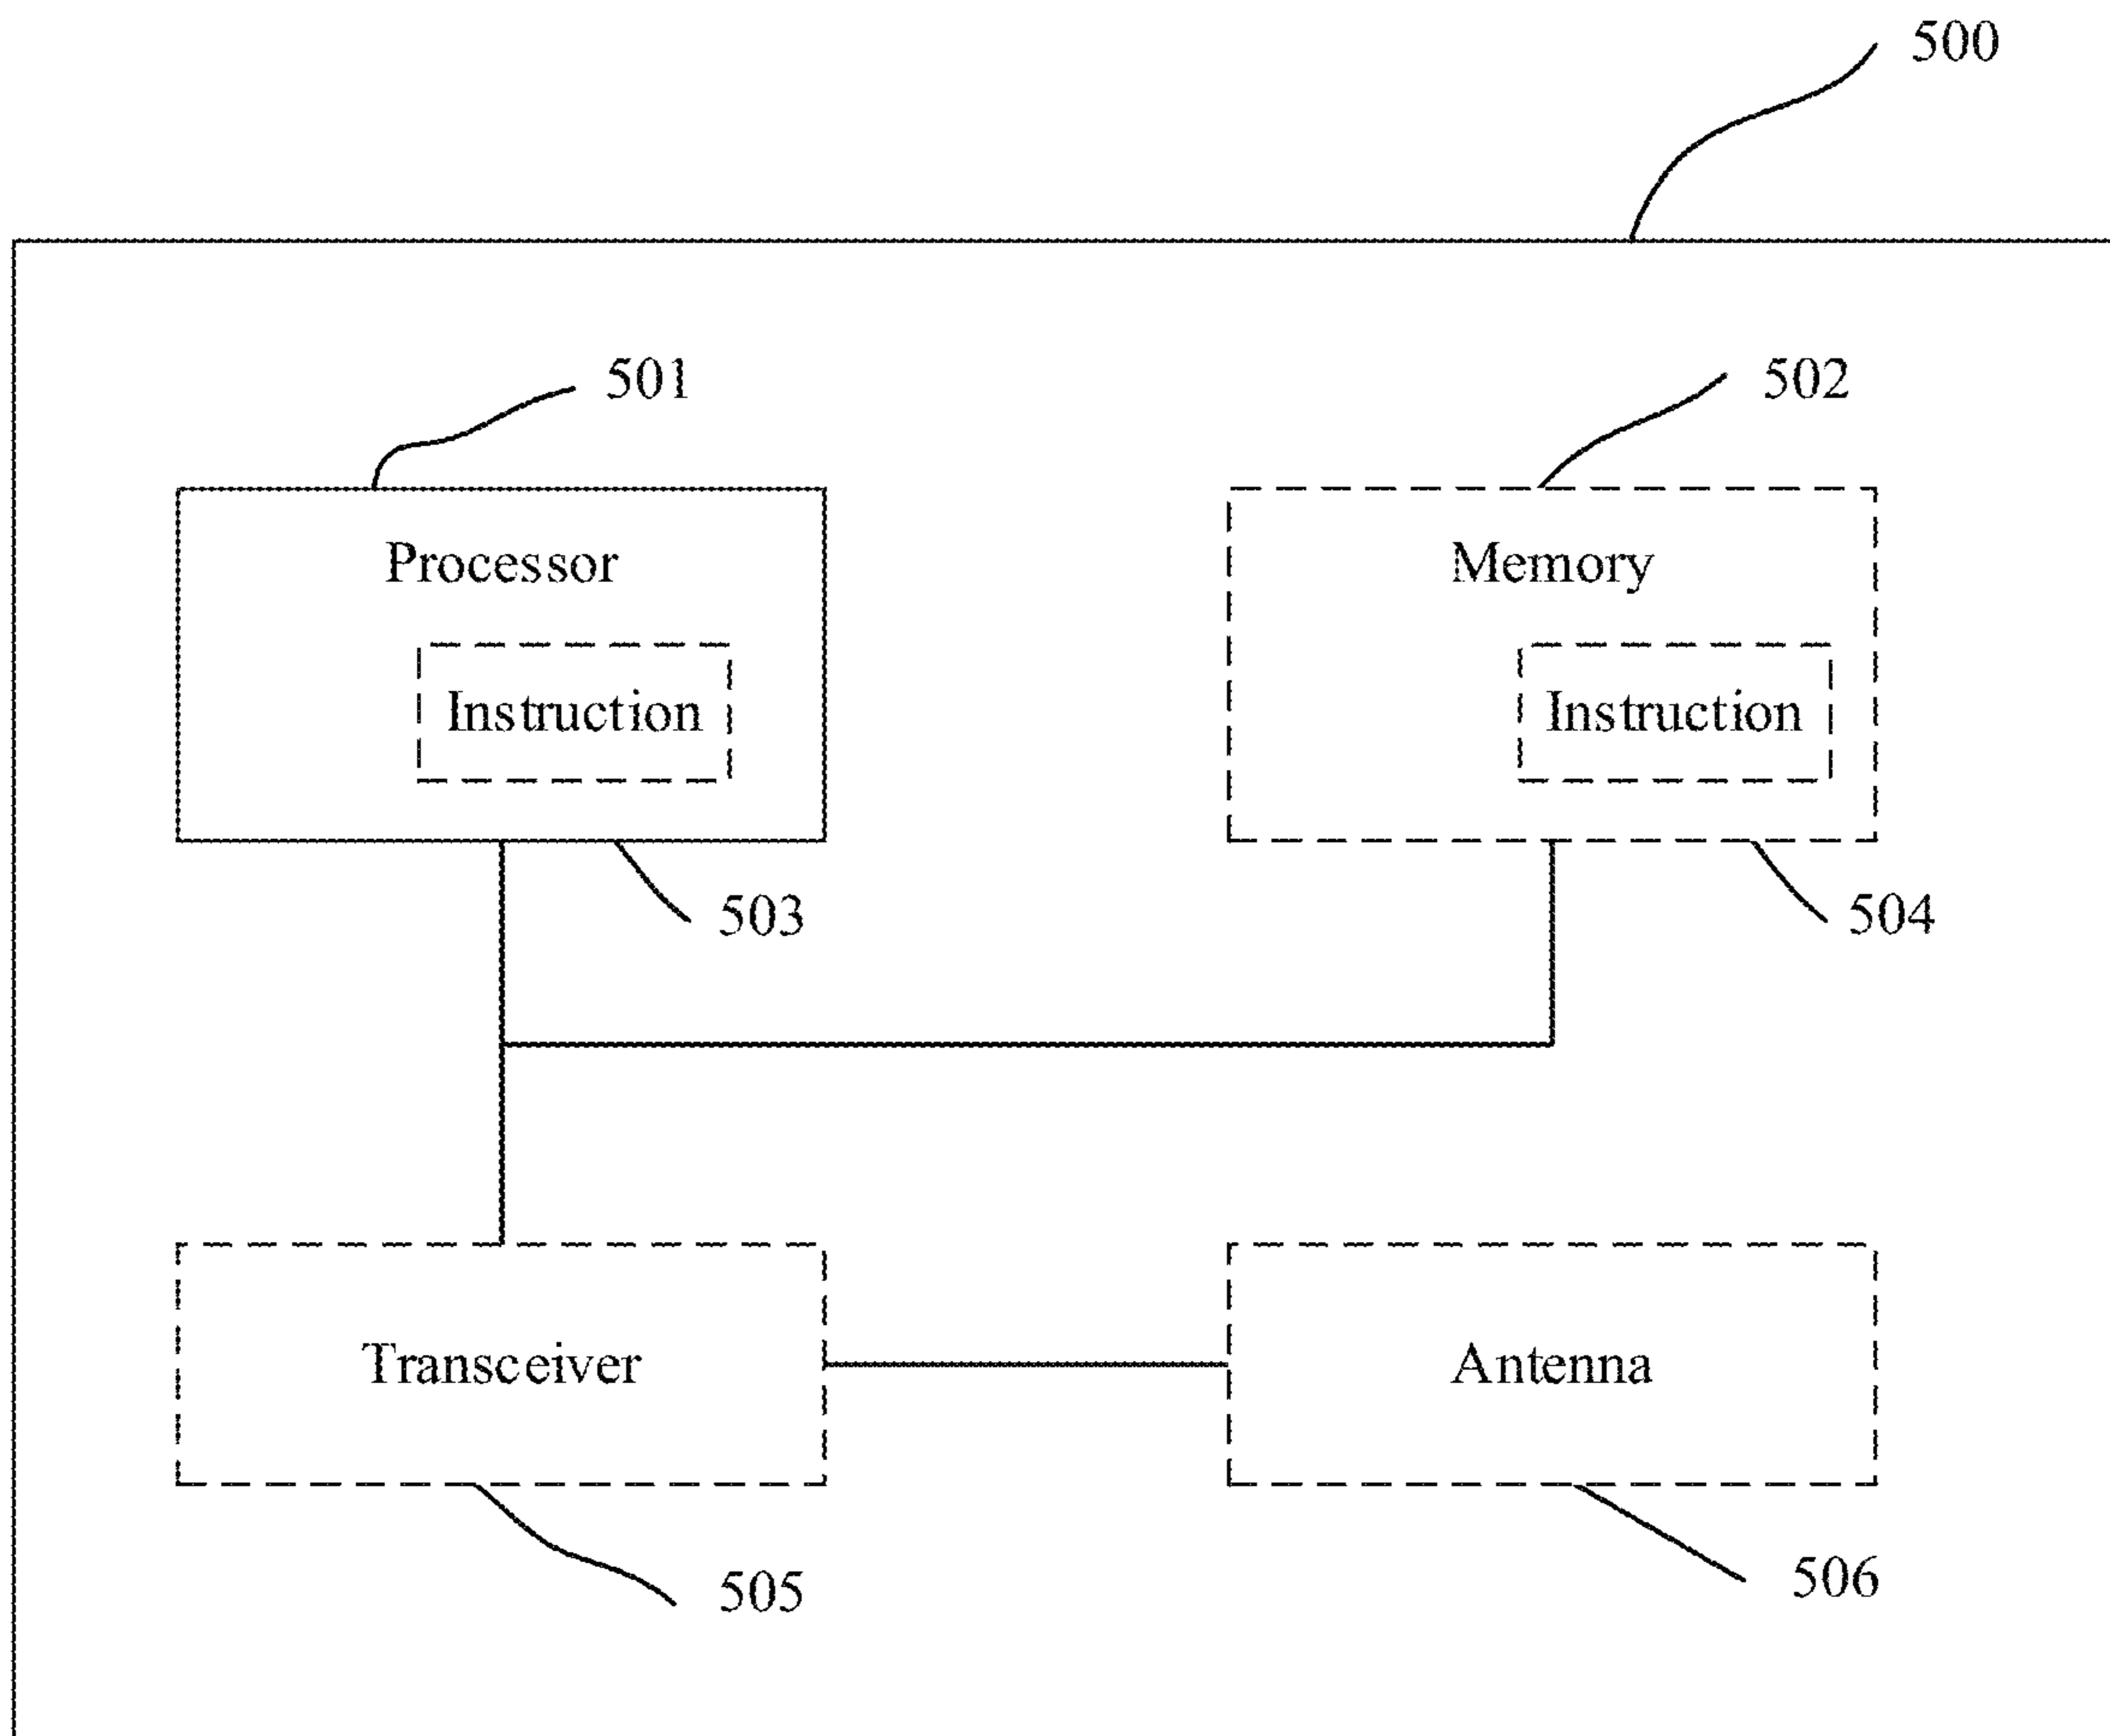 500
501
502
Processor
Memory
Instruction
Instruction
503
504
Transceiver
Antenna
505
506